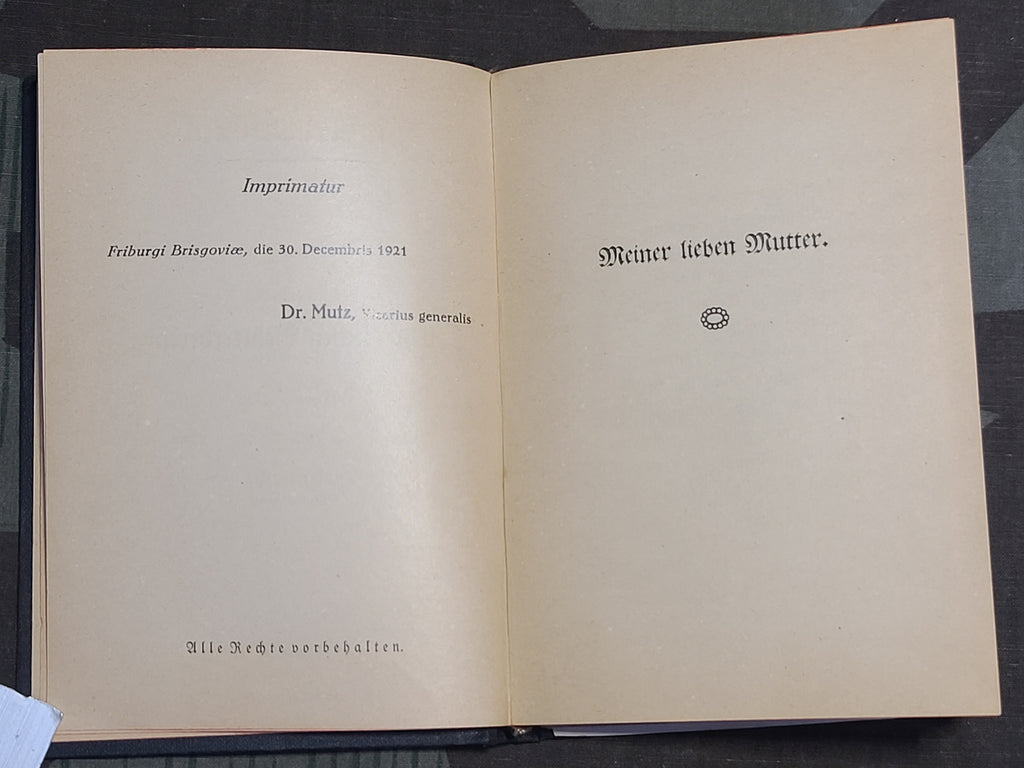 Imprimatur
Friburgi Brisgoviæ, die 30. Decembris 1921
Dr. Mutz, Vicarius generalis
Alle Rechte vorbehalten.
Meiner lieben Mutter.